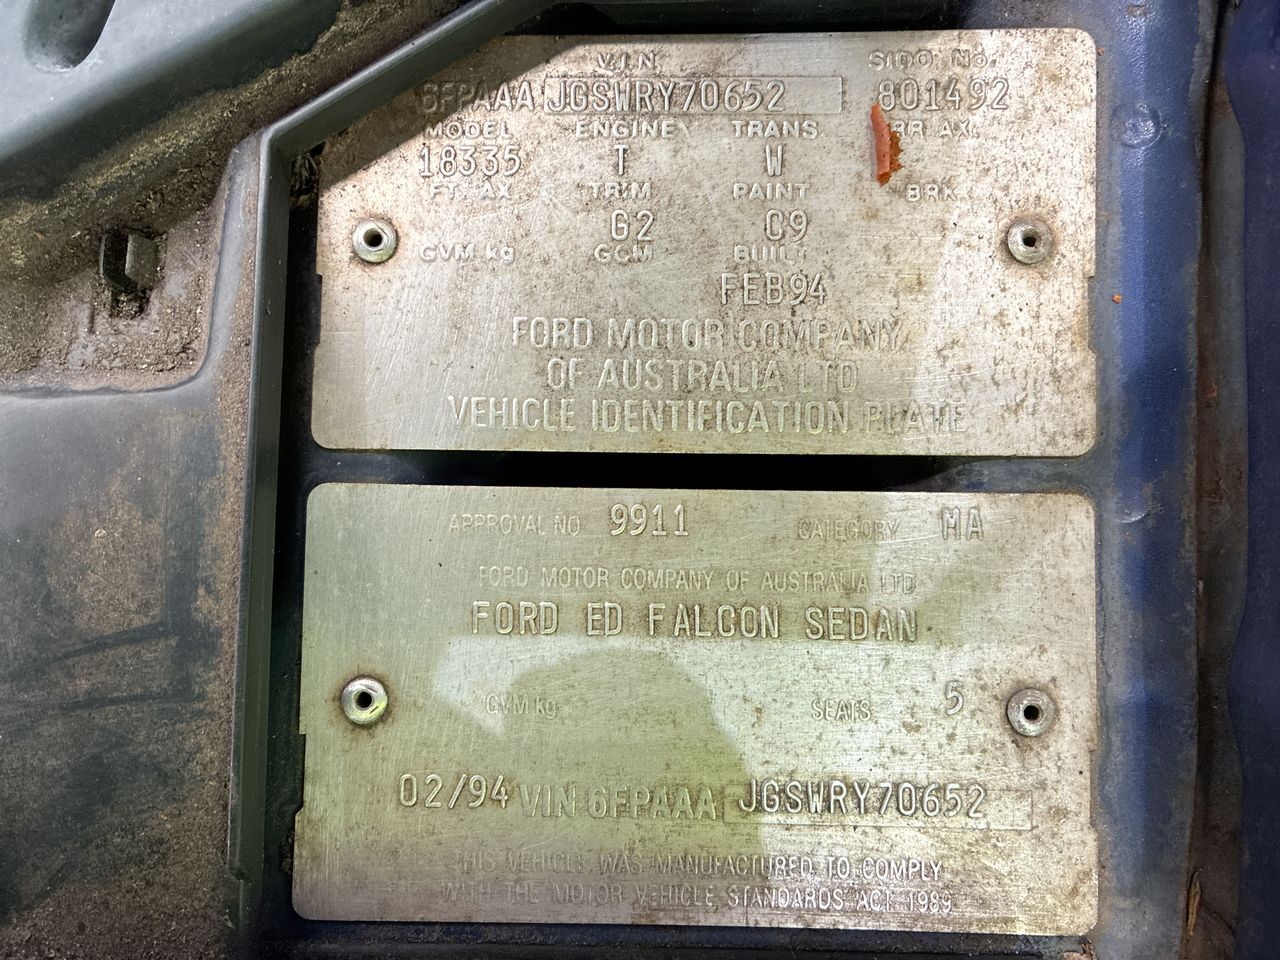 V.I.N. SIDO No.
6FPAAA JGSWRY70652 801492
MODEL ENGINE TRANS RR AX
18335 T W
FT AX TRIM PAINT BRK
G2 C9
GVM kg GCM BUILT
FEB94
FORD MOTOR COMPANY
OF AUSTRALIA LTD
VEHICLE IDENTIFICATION PLATE
APPROVAL NO 9911 CATEGORY MA
FORD MOTOR COMPANY OF AUSTRALIA LTD
FORD ED FALCON SEDAN
GVM kg SEATS 5
02/94 VIN 6FPAAA JGSWRY70652
THIS VEHICLE WAS MANUFACTURED TO COMPLY
WITH THE MOTOR VEHICLE STANDARDS ACT 1989